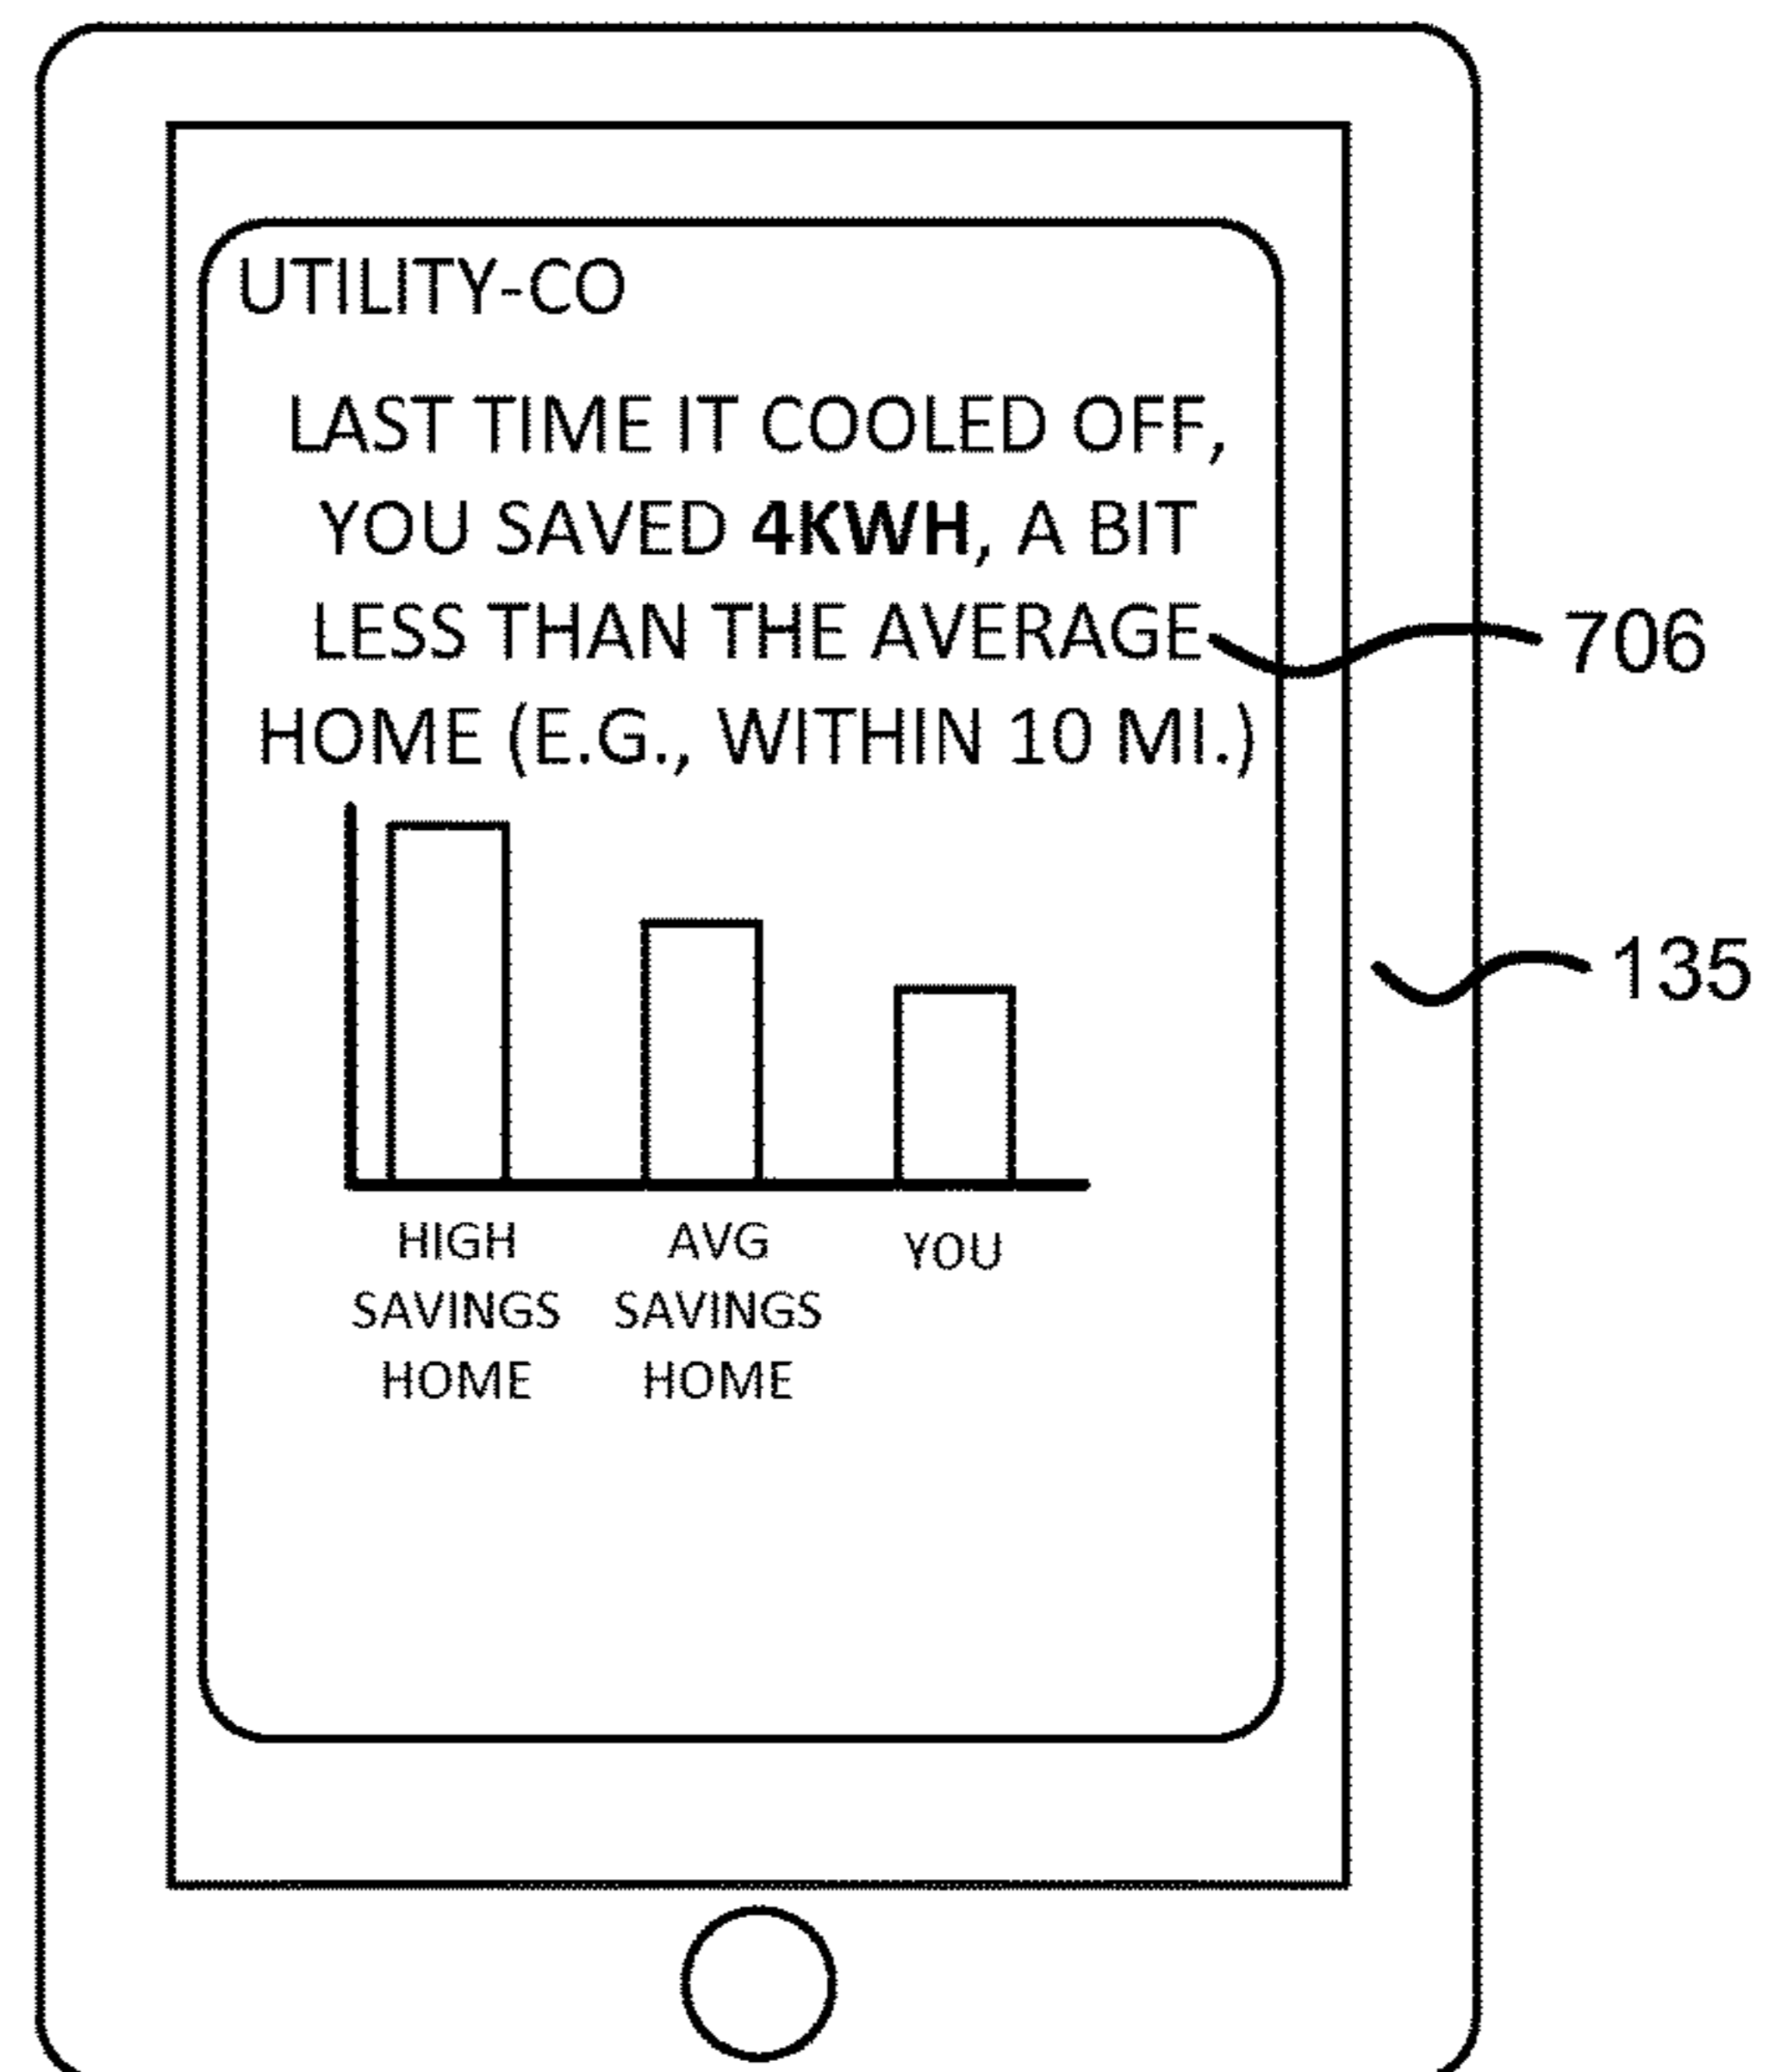 UTILITY-CO
LAST TIME IT COOLED OFF,
YOU SAVED 4KWH, A BIT
LESS THAN THE AVERAGE
HOME (E.G., WITHIN 10 MI.)
706
135
HIGH
SAVINGS
HOME
AVG
SAVINGS
HOME
YOU